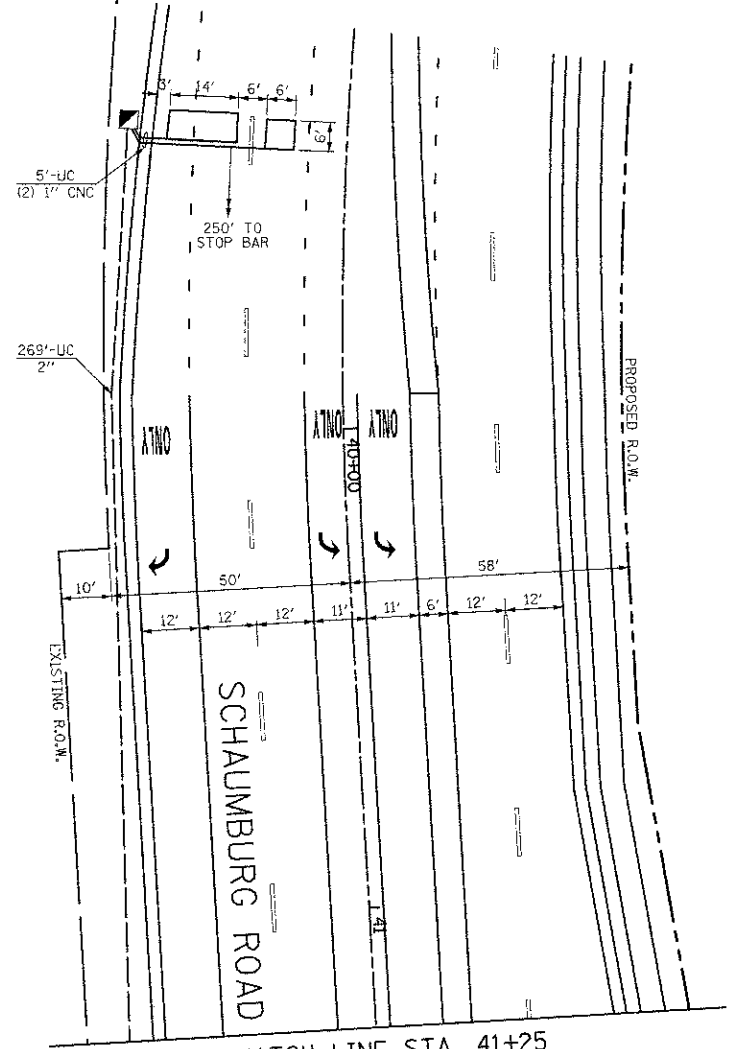 3' 14' 6' 6'
6'
5'-UC
(2) 1" CNC
250' TO
STOP BAR
269'-UC
2"
PROPOSED R.O.W.
ONLY ONLY ONLY
40+00
10' 50' 58'
12' 12' 12' 11' 11' 6' 12' 12'
EXISTING R.O.W.
SCHAUMBURG ROAD
41
MATCH LINE STA. 41+25